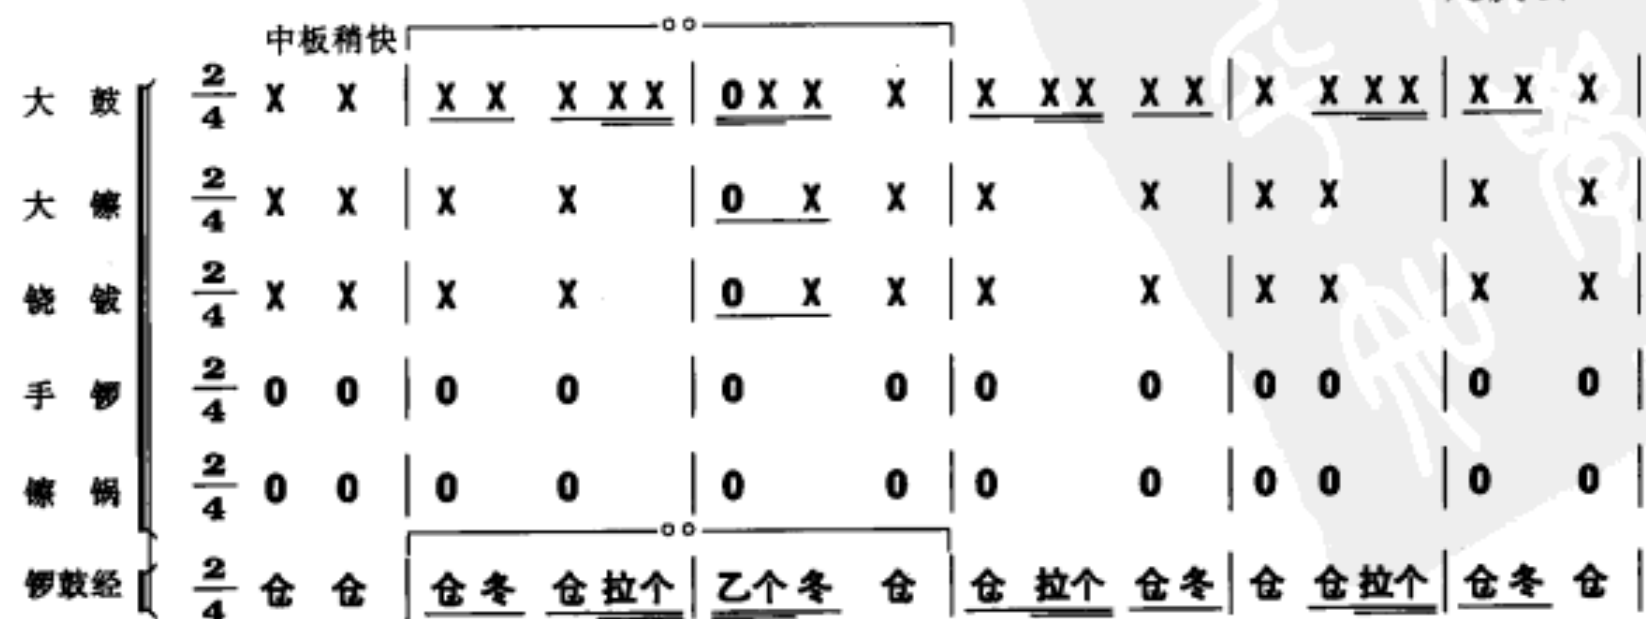 中板稍快
大鼓 2/4 X X | X X X X X | 0 X X X | X X X X X | X X X X | X X X |
大镲 2/4 X X | X X | 0 X X | X X | X X | X X |
铙钹 2/4 X X | X X | 0 X X | X X | X X | X X |
手锣 2/4 0 0 | 0 0 | 0 0 | 0 0 | 0 0 | 0 0 |
镲锅 2/4 0 0 | 0 0 | 0 0 | 0 0 | 0 0 | 0 0 |
锣鼓经 2/4 仓 仓 | 仓 冬 仓 拉个 | 乙个 冬 仓 | 仓 拉个 仓 冬 | 仓 仓 拉个 | 仓 冬 仓 |